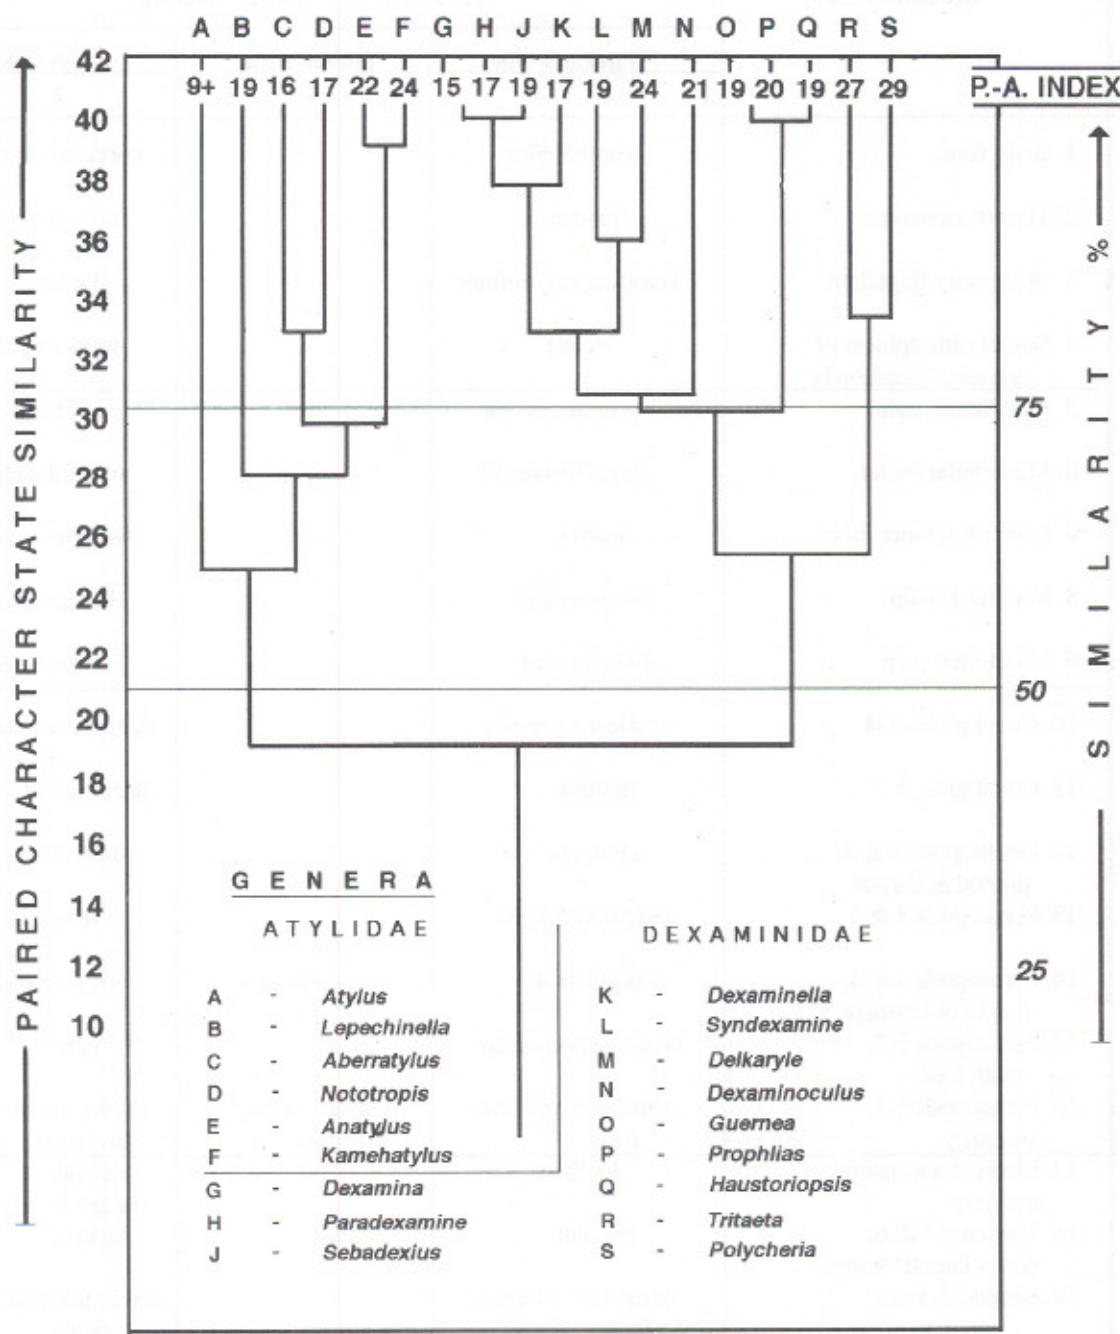 A B C D E F G H J K L M N O P Q R S
42
9+ 19 16 17 22 24 15 17 19 17 19 24 21 19 20 19 27 29
P.-A. INDEX
40
38
36
34
32
30
28
26
24
22
20
18
16
14
12
10
PAIRED CHARACTER STATE SIMILARITY
75
50
25
SIMILARITY %
GENERA
ATYLIDAE
A - Atylus
B - Lepechinella
C - Aberratylus
D - Nototropis
E - Anatylus
F - Kamehatylus
G - Dexamina
H - Paradexamine
J - Sebadexius
DEXAMINIDAE
K - Dexaminella
L - Syndexamine
M - Delkaryle
N - Dexaminoculus
O - Guernea
P - Prophlias
Q - Haustoriopsis
R - Tritaeta
S - Polycheria